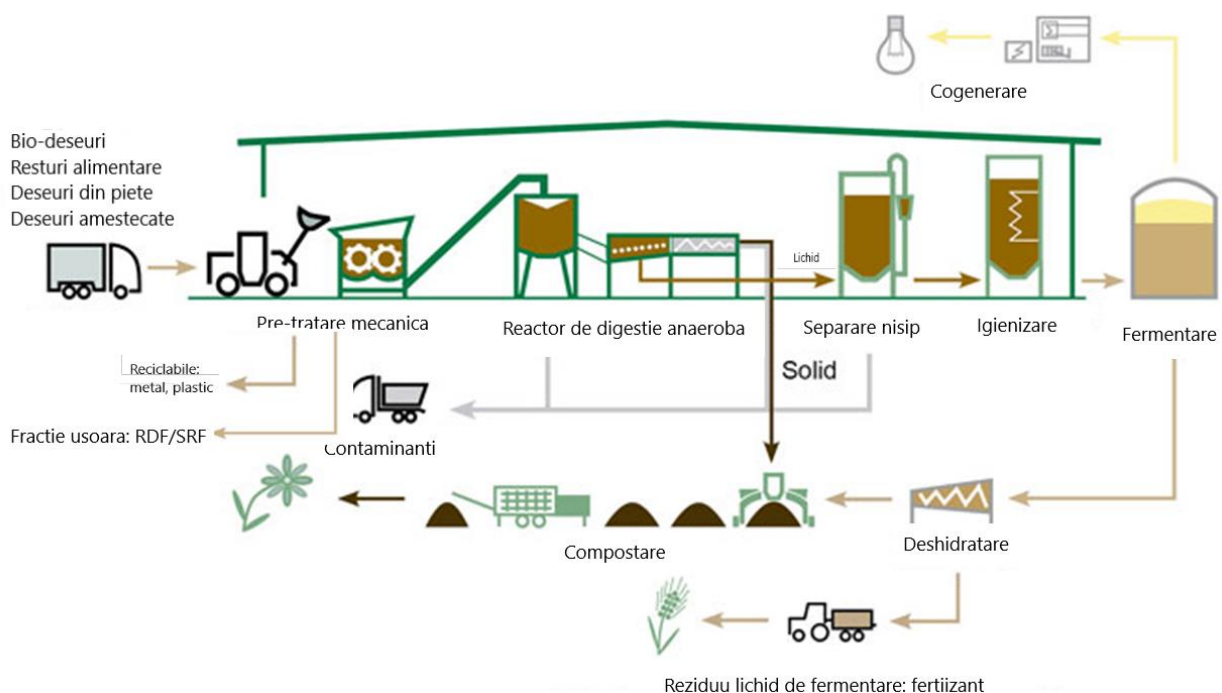 Cogenerare
Bio-deseuri
Resturi alimentare
Deseuri din piete
Deseuri amestecate
Lichid
Pre-tratare mecanica
Reactor de digestie anaeroba
Separare nisip
Igienizare
Fermentare
Reciclabile:
metal, plastic
Solid
Fractie usoara: RDF/SRF
Contaminanti
Compostare
Deshidratare
Reziduu lichid de fermentare: fertiizant